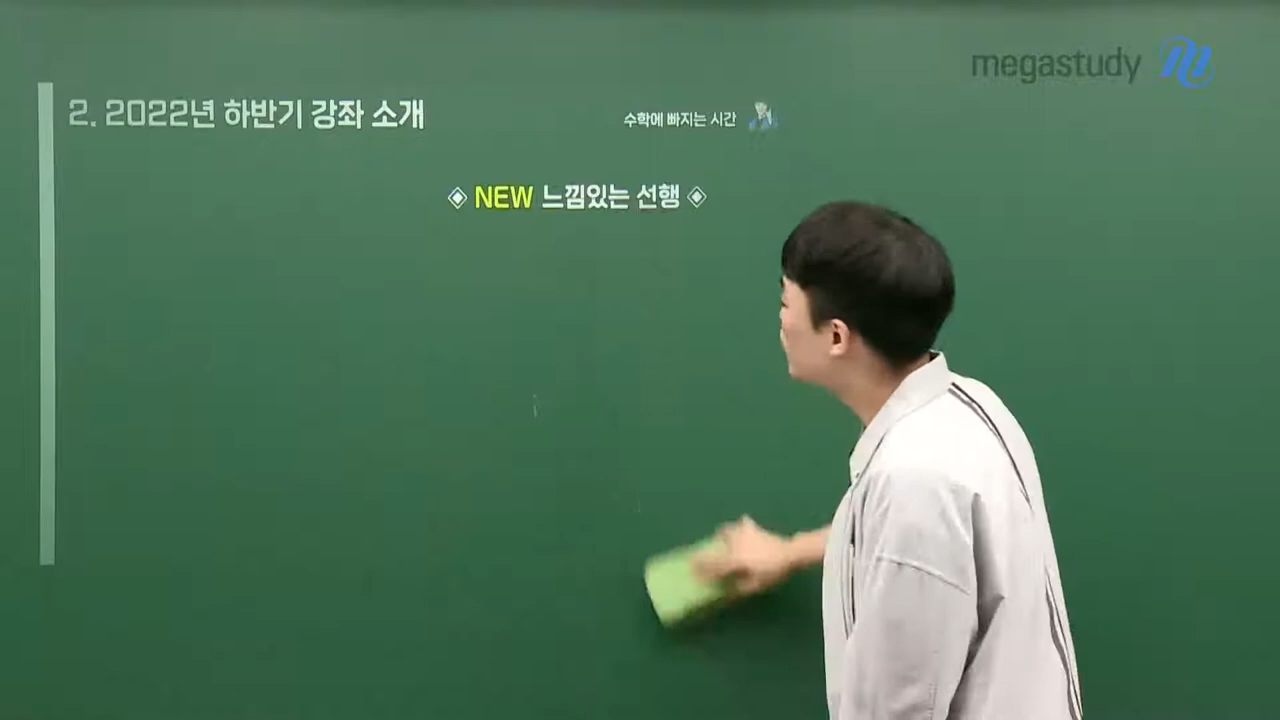 megastudy
2. 2022년 하반기 강좌 소개
수학에 빠지는 시간
◈ NEW 느낌있는 선행 ◈